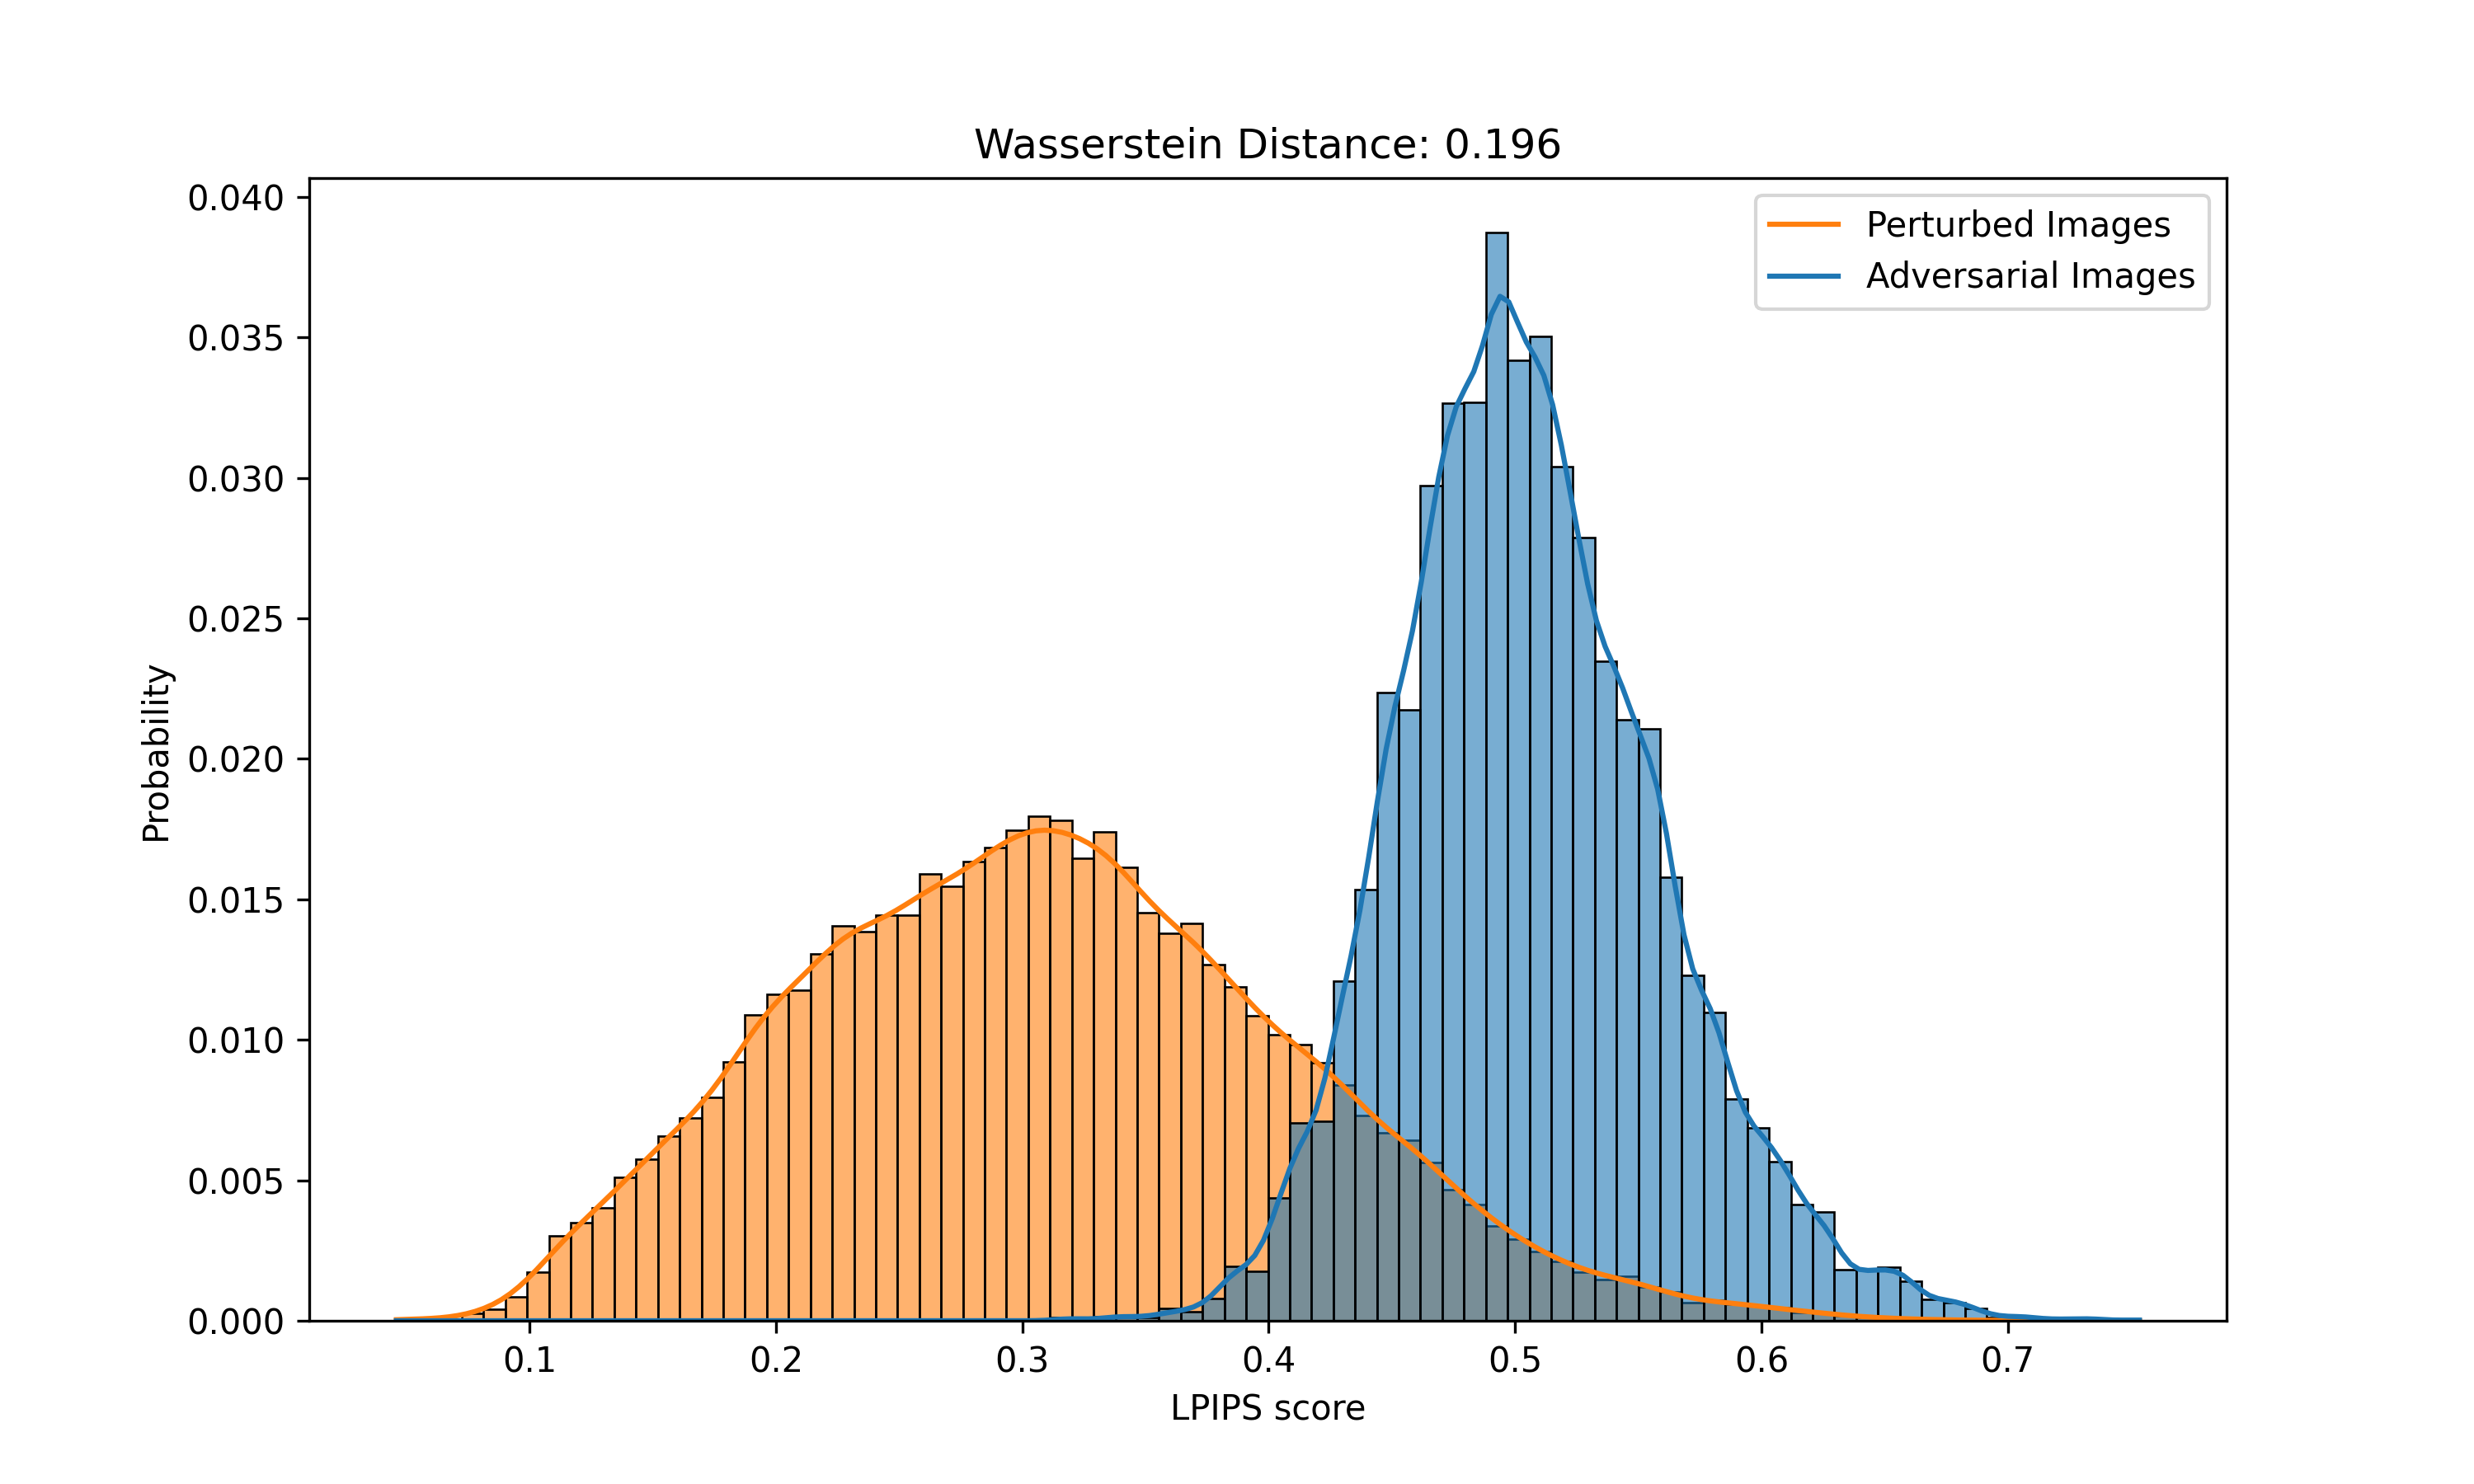 Wasserstein Distance: 0.196
Perturbed Images
Adversarial Images
0.040
0.035
0.030
0.025
0.020
0.015
0.010
0.005
0.000
Probability
0.1 0.2 0.3 0.4 0.5 0.6 0.7
LPIPS score